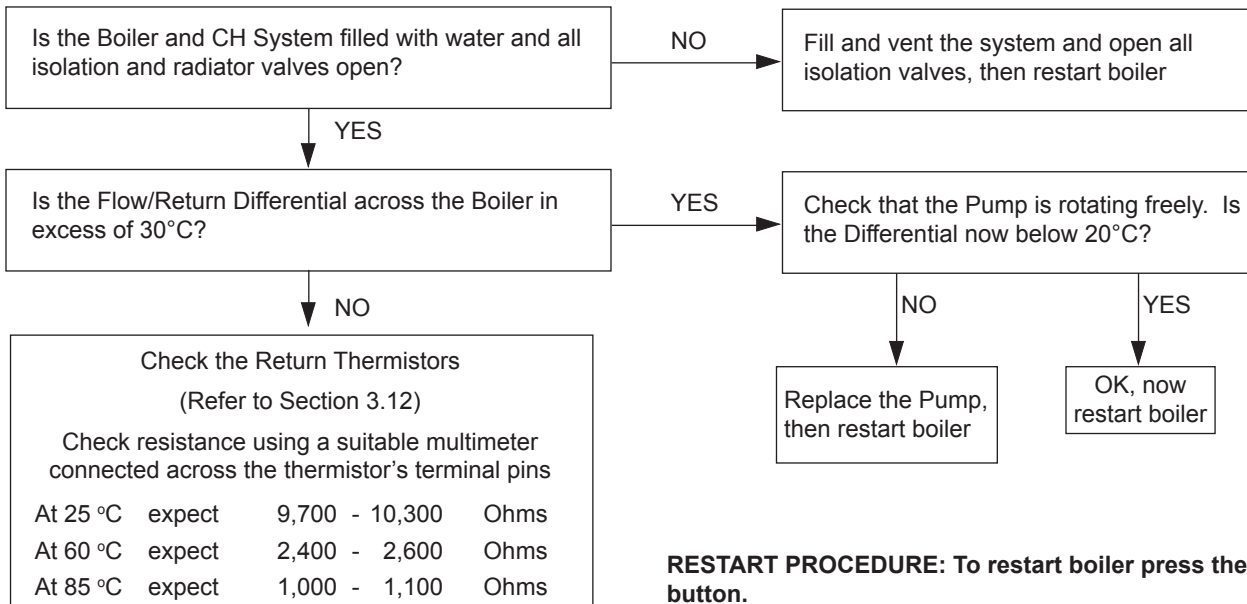 Is the Boiler and CH System filled with water and all
isolation and radiator valves open?
NO
Fill and vent the system and open all
isolation valves, then restart boiler
YES
Is the Flow/Return Differential across the Boiler in
excess of 30°C?
YES
Check that the Pump is rotating freely.  Is
the Differential now below 20°C?
NO
NO
YES
Check the Return Thermistors
(Refer to Section 3.12)
Check resistance using a suitable multimeter
connected across the thermistor's terminal pins
At 25 °C expect 9,700 - 10,300 Ohms
At 60 °C expect 2,400 - 2,600 Ohms
At 85 °C expect 1,000 - 1,100 Ohms
Replace the Pump,
then restart boiler
OK, now
restart boiler
RESTART PROCEDURE: To restart boiler press the
button.